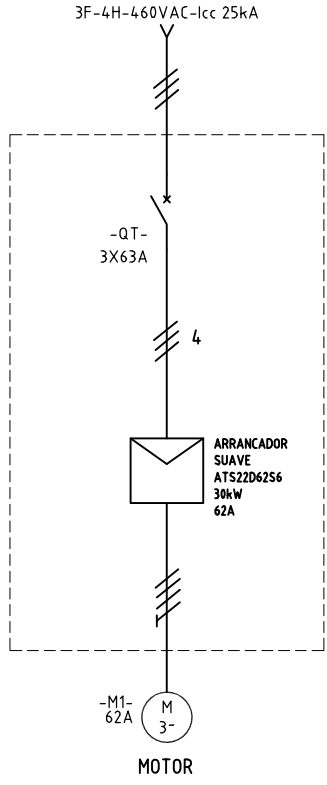 3F-4H-460VAC-Icc 25kA
-QT-
3X63A
4
ARRANCADOR
SUAVE
ATS22D62S6
30kW
62A
-M1-
62A
M
3~
MOTOR